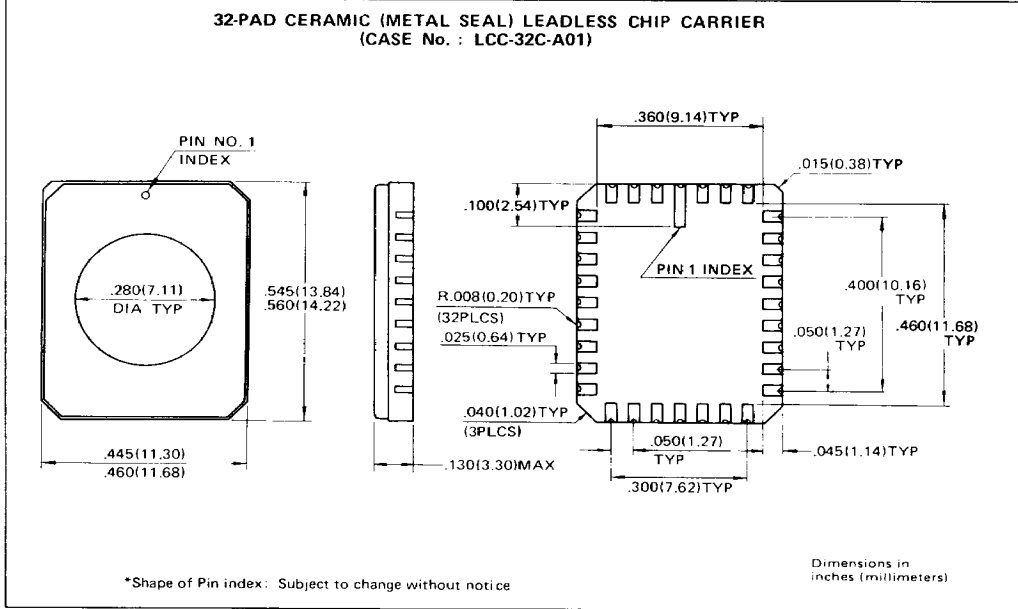 32-PAD CERAMIC (METAL SEAL) LEADLESS CHIP CARRIER
(CASE No. : LCC-32C-A01)
PIN NO. 1
INDEX
.280(7.11)
DIA TYP
.545(13.84)
.560(14.22)
.445(11.30)
.460(11.68)
.130(3.30)MAX
.360(9.14)TYP
.015(0.38)TYP
.100(2.54)TYP
PIN 1 INDEX
R.008(0.20)TYP
(32PLCS)
.025(0.64)TYP
.400(10.16)
TYP
.050(1.27)
TYP
.460(11.68)
TYP
.040(1.02)TYP
(3PLCS)
.050(1.27)
TYP
.045(1.14)TYP
.300(7.62)TYP
*Shape of Pin index: Subject to change without notice
Dimensions in
inches (millimeters)